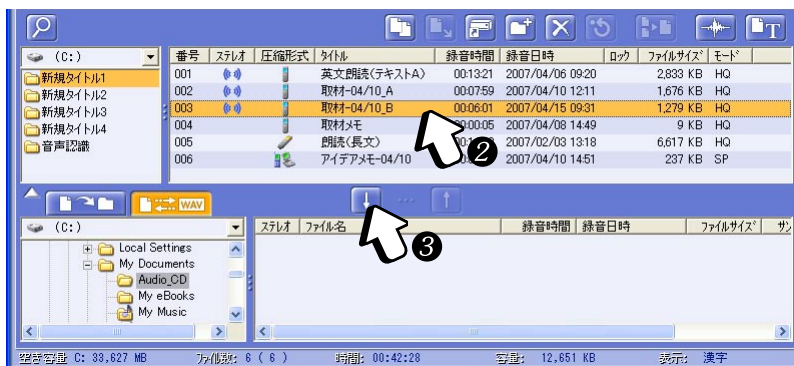 (C:)
新規タイトル1
新規タイトル2
新規タイトル3
新規タイトル4
音声認識
番号 ステレオ 圧縮形式 タイトル 録音時間 録音日時 ロック ファイルサイズ モード
001 英文朗読(テキストA) 00:13:21 2007/04/06 09:20 2,833 KB HQ
002 取材-04/10_A 00:07:59 2007/04/10 12:11 1,676 KB HQ
003 取材-04/10_B 00:06:01 2007/04/15 09:31 1,279 KB HQ
004 取材メモ 0:00:05 2007/04/08 14:49 9 KB HQ
005 朗読(長文) 2007/02/03 13:18 6,617 KB HQ
006 アイデアメモ-04/10 2007/04/10 14:51 237 KB SP
2
WAV
3
(C:)
Local Settings
My Documents
Audio_CD
My eBooks
My Music
ステレオ ファイル名 録音時間 録音日時 ファイルサイズ サン
空き容量 C: 33,627 MB ファイル数: 6 ( 6 ) 時間: 00:42:28 容量: 12,651 KB 表示: 漢字